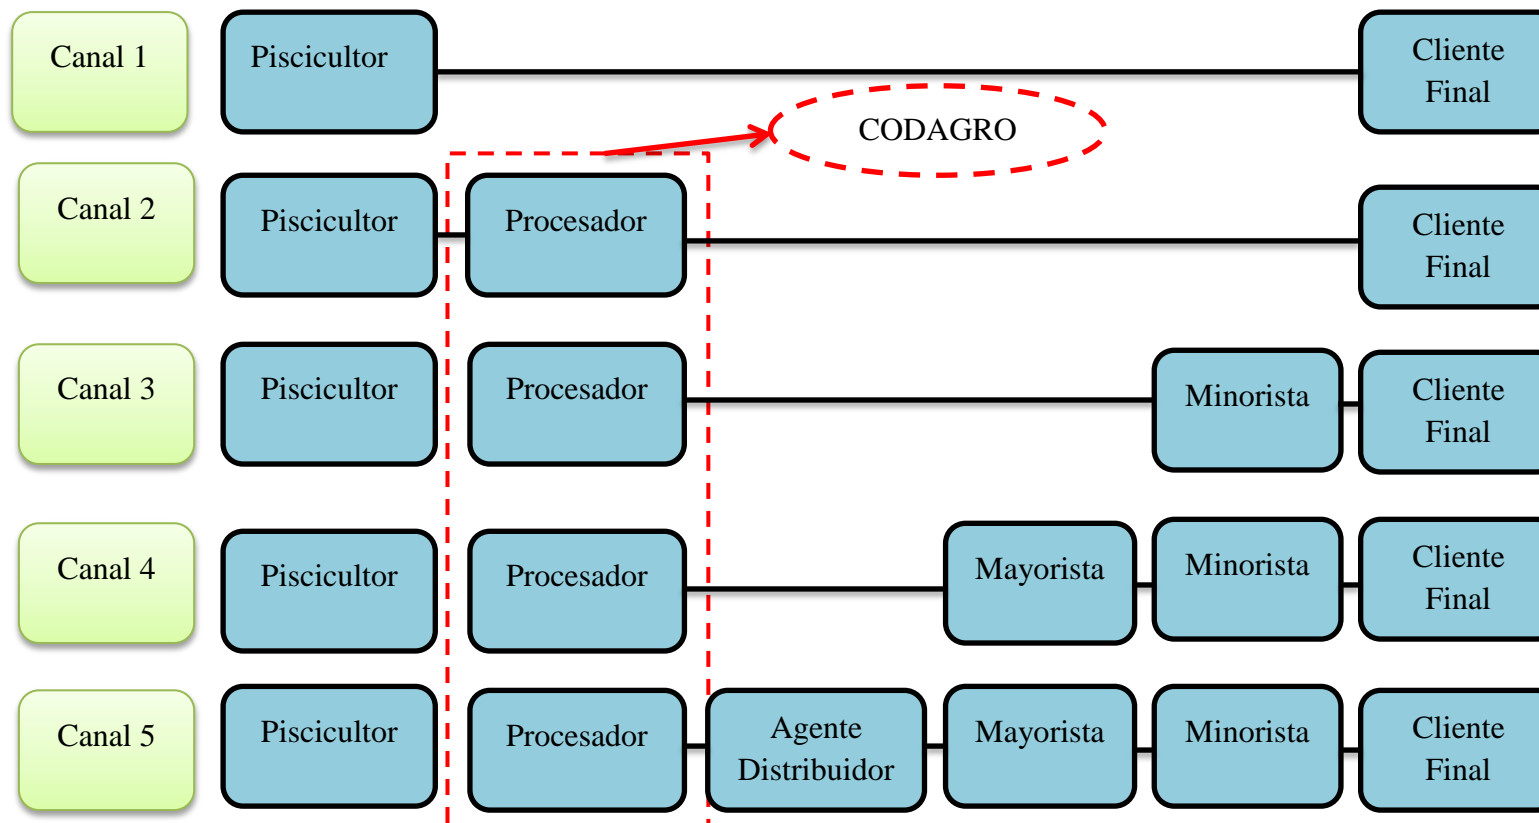 Canal 1
Piscicultor
Cliente
Final
CODAGRO
Canal 2
Piscicultor
Procesador
Cliente
Final
Canal 3
Piscicultor
Procesador
Minorista
Cliente
Final
Canal 4
Piscicultor
Procesador
Mayorista
Minorista
Cliente
Final
Canal 5
Piscicultor
Procesador
Agente
Distribuidor
Mayorista
Minorista
Cliente
Final